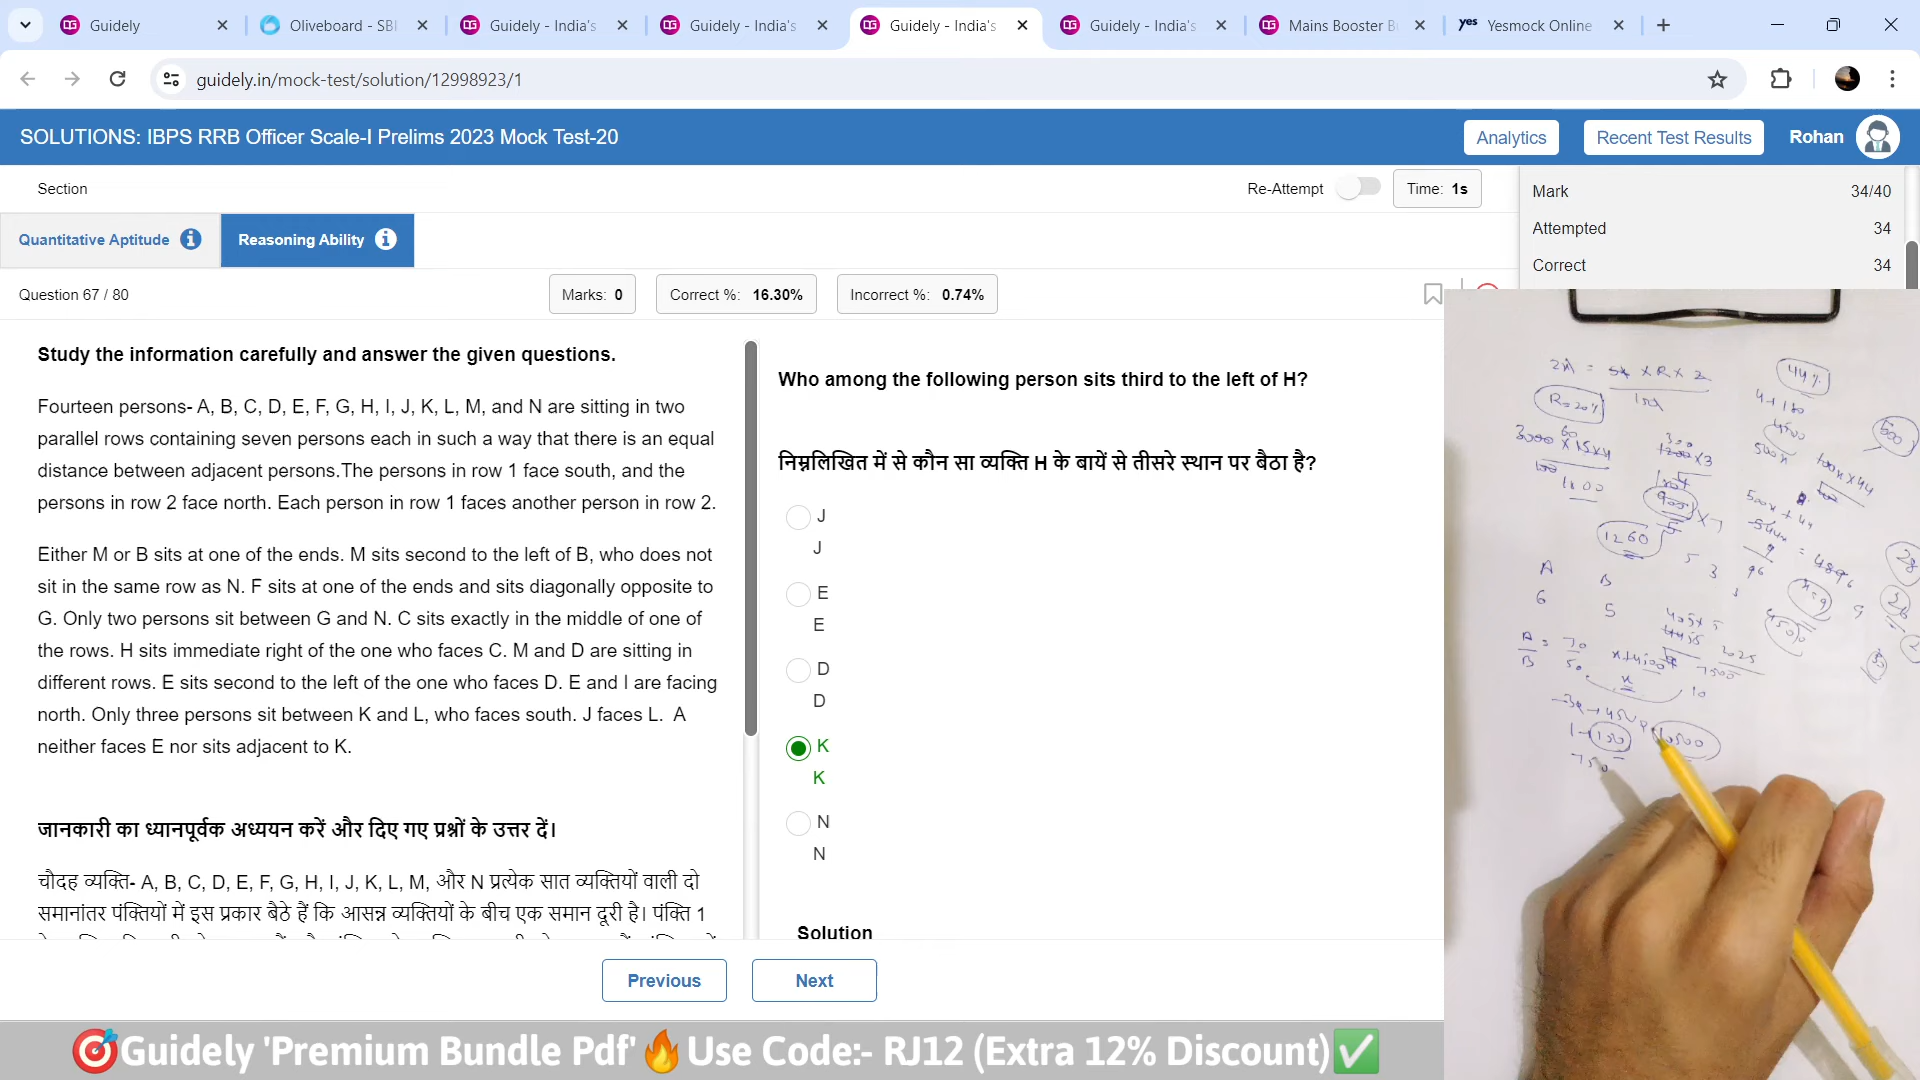 Guidely
Oliveboard - SBI
Guidely - India's
Guidely - India's
Guidely - India's
Guidely - India's
Mains Booster B
yes Yesmock Online
guidely.in/mock-test/solution/12998923/1
SOLUTIONS: IBPS RRB Officer Scale-I Prelims 2023 Mock Test-20
Analytics
Recent Test Results
Rohan
Section
Re-Attempt
Time: 1s
Mark 34/40
Attempted 34
Correct 34
Quantitative Aptitude
Reasoning Ability
Question 67 / 80
Marks: 0
Correct %: 16.30%
Incorrect %: 0.74%
Study the information carefully and answer the given questions.
Fourteen persons- A, B, C, D, E, F, G, H, I, J, K, L, M, and N are sitting in two
parallel rows containing seven persons each in such a way that there is an equal
distance between adjacent persons.The persons in row 1 face south, and the
persons in row 2 face north. Each person in row 1 faces another person in row 2.
Either M or B sits at one of the ends. M sits second to the left of B, who does not
sit in the same row as N. F sits at one of the ends and sits diagonally opposite to
G. Only two persons sit between G and N. C sits exactly in the middle of one of
the rows. H sits immediate right of the one who faces C. M and D are sitting in
different rows. E sits second to the left of the one who faces D. E and I are facing
north. Only three persons sit between K and L, who faces south. J faces L. A
neither faces E nor sits adjacent to K.
जानकारी का ध्यानपूर्वक अध्ययन करें और दिए गए प्रश्नों के उत्तर दें।
चौदह व्यक्ति- A, B, C, D, E, F, G, H, I, J, K, L, M, और N प्रत्येक सात व्यक्तियों वाली दो
समानांतर पंक्तियों में इस प्रकार बैठे हैं कि आसन्न व्यक्तियों के बीच एक समान दूरी है। पंक्ति 1
Who among the following person sits third to the left of H?
निम्नलिखित में से कौन सा व्यक्ति H के बायें से तीसरे स्थान पर बैठा है?
J
J
E
E
D
D
K
K
N
N
Solution
Previous
Next
44%
500
1260
A B
6 5
Guidely 'Premium Bundle Pdf' Use Code:- RJ12 (Extra 12% Discount)